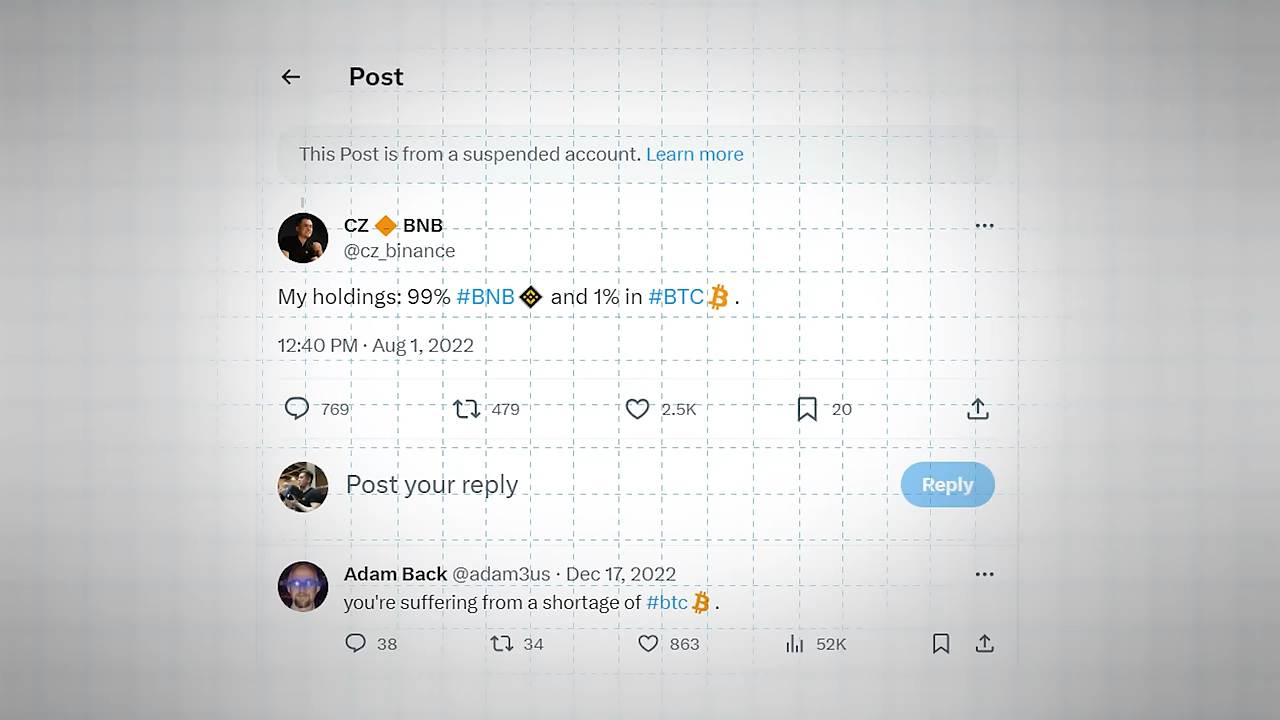 Post
This Post is from a suspended account. Learn more
CZ 🔶 BNB
@cz_binance
My holdings: 99% #BNB and 1% in #BTC .
12:40 PM · Aug 1, 2022
769 479 2.5K 20
Post your reply
Reply
Adam Back @adam3us · Dec 17, 2022
you're suffering from a shortage of #btc .
38 34 863 52K